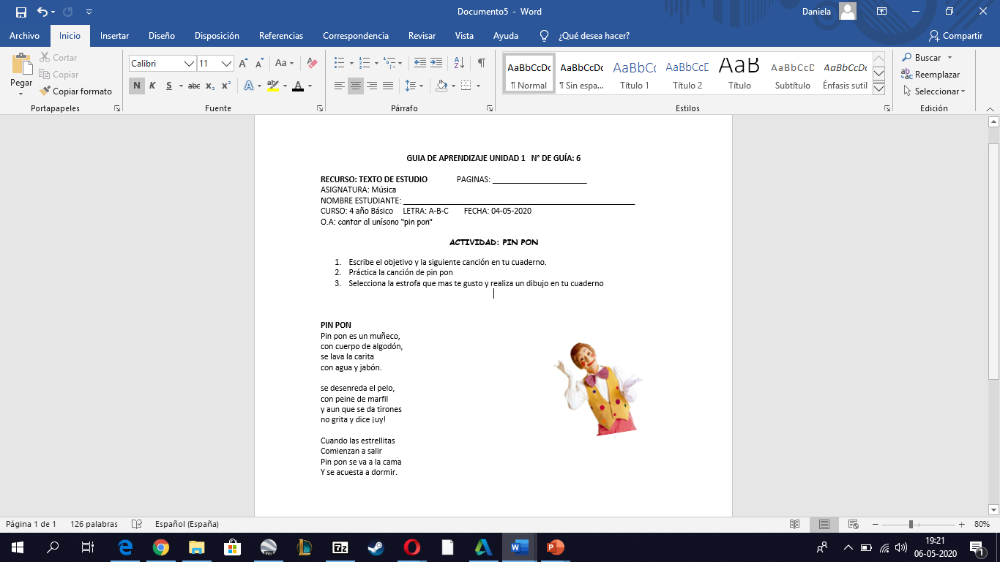 Documento5 - Word
Daniela
Archivo Inicio Insertar Diseño Disposición Referencias Correspondencia Revisar Vista Ayuda ¿Qué desea hacer? Compartir
Pegar
Cortar
Copiar
Copiar formato
Portapapeles
Calibri 11
N K S abc x₂ x² A A
Fuente
Párrafo
AaBbCcDc ¶ Normal
AaBbCcDc ¶ Sin espa...
AaBbCc Título 1
AaBbCcD Título 2
AaB Título
AaBbCcD Subtítulo
AaBbCcDc Énfasis sutil
Estilos
Buscar
Reemplazar
Seleccionar
Edición
GUIA DE APRENDIZAJE UNIDAD 1 N° DE GUÍA: 6
RECURSO: TEXTO DE ESTUDIO PAGINAS: ______________________
ASIGNATURA: Música
NOMBRE ESTUDIANTE: ______________________________________________________
CURSO: 4 año Básico LETRA: A-B-C FECHA: 04-05-2020
O.A: cantar al unísono "pin pon"
ACTIVIDAD: PIN PON
1. Escribe el objetivo y la siguiente canción en tu cuaderno.
2. Práctica la canción de pin pon
3. Selecciona la estrofa que mas te gusto y realiza un dibujo en tu cuaderno
PIN PON
Pin pon es un muñeco,
con cuerpo de algodón,
se lava la carita
con agua y jabón.
se desenreda el pelo,
con peine de marfil
y aun que se da tirones
no grita y dice ¡uy!
Cuando las estrellitas
Comienzan a salir
Pin pon se va a la cama
Y se acuesta a dormir.
Página 1 de 1 126 palabras Español (España) 80%
19:21
06-05-2020